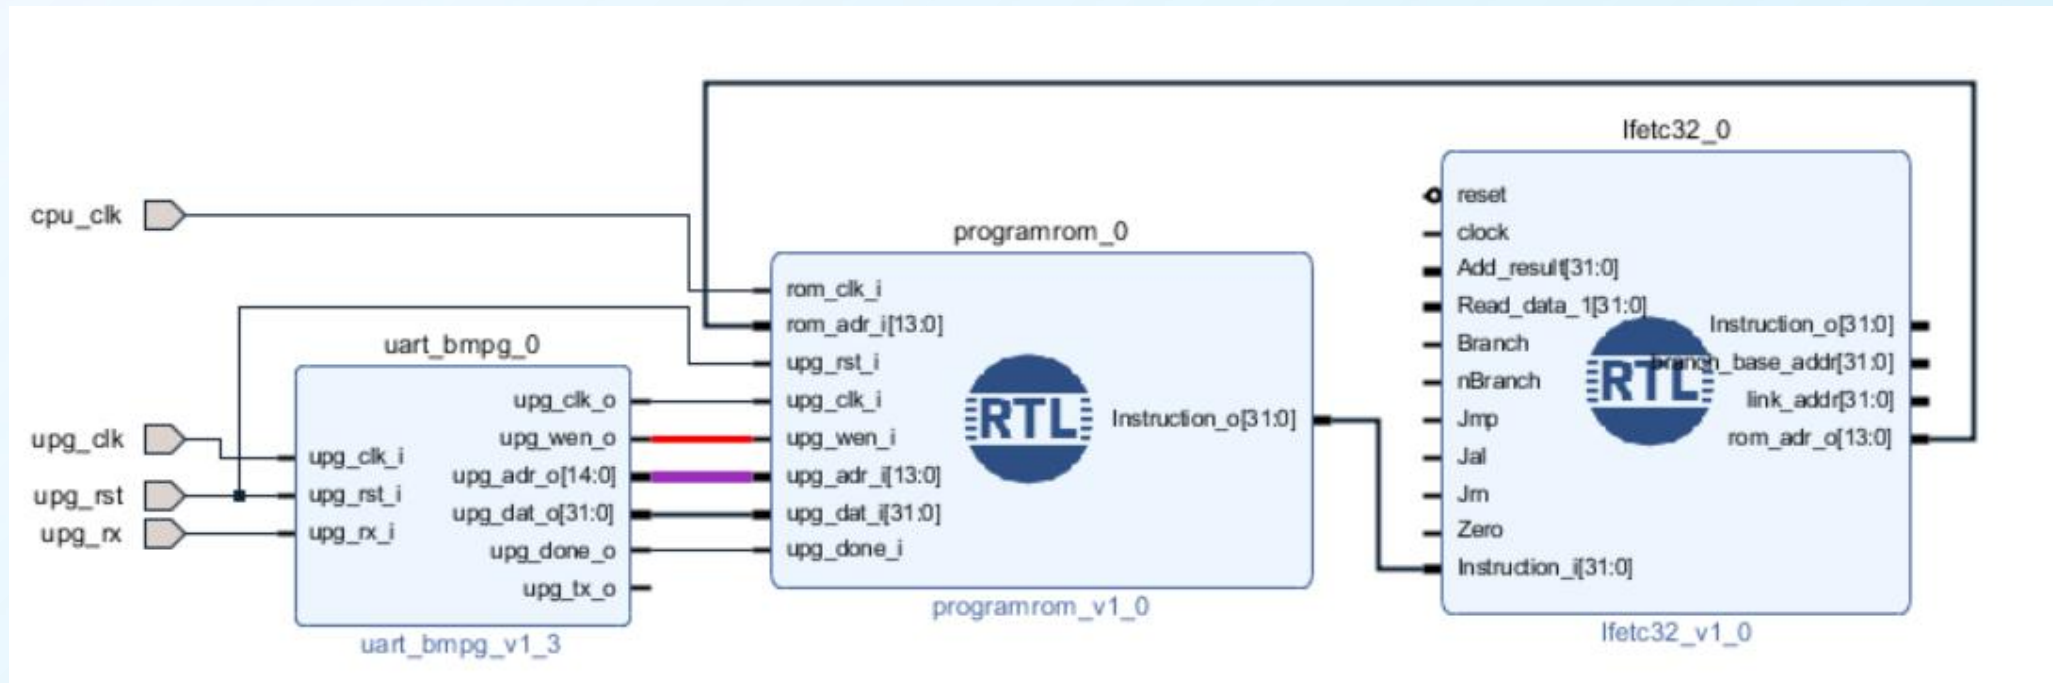 cpu_clk
upg_clk
upg_rst
upg_rx
uart_bmpg_0
upg_clk_i
upg_rst_i
upg_rx_i
upg_clk_o
upg_wen_o
upg_adr_o[14:0]
upg_dat_o[31:0]
upg_done_o
upg_tx_o
uart_bmpg_v1_3
programrom_0
rom_clk_i
rom_adr_i[13:0]
upg_rst_i
upg_clk_i
upg_wen_i
upg_adr_i[13:0]
upg_dat_i[31:0]
upg_done_i
RTL
Instruction_o[31:0]
programrom_v1_0
Ifetc32_0
reset
clock
Add_result[31:0]
Read_data_1[31:0]
Branch
nBranch
Jmp
Jal
Jrn
Zero
Instruction_i[31:0]
RTL
Instruction_o[31:0]
branch_base_addr[31:0]
link_addr[31:0]
rom_adr_o[13:0]
Ifetc32_v1_0